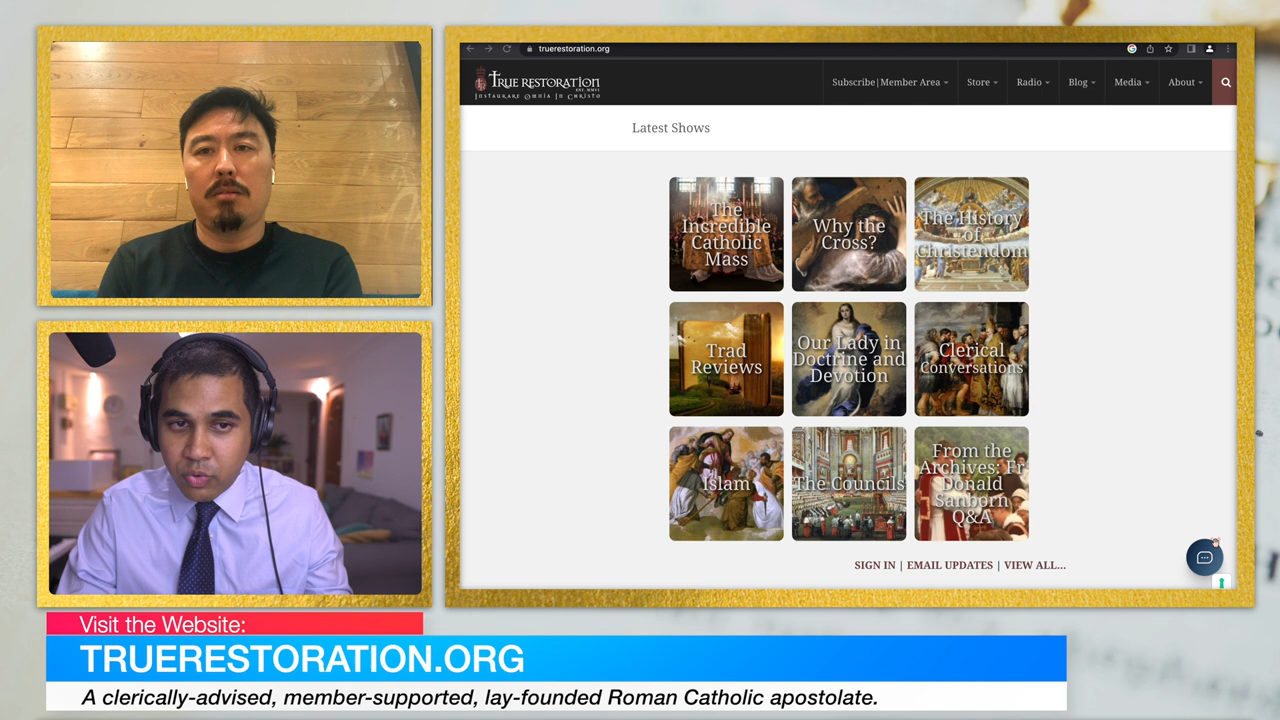 truerestoration.org
TRUE RESTORATION
EST. MMVI
INSTAURARE OMNIA IN CHRISTO
Subscribe|Member Area
Store
Radio
Blog
Media
About
Latest Shows
The
Incredible
Catholic
Mass
Why the
Cross?
The History
of
Christendom
Trad
Reviews
Our Lady in
Doctrine and
Devotion
Clerical
Conversations
Islam
The Councils
From the
Archives: Fr
Donald
Sanborn
Q&A
SIGN IN | EMAIL UPDATES | VIEW ALL...
Visit the Website:
TRUERESTORATION.ORG
A clerically-advised, member-supported, lay-founded Roman Catholic apostolate.